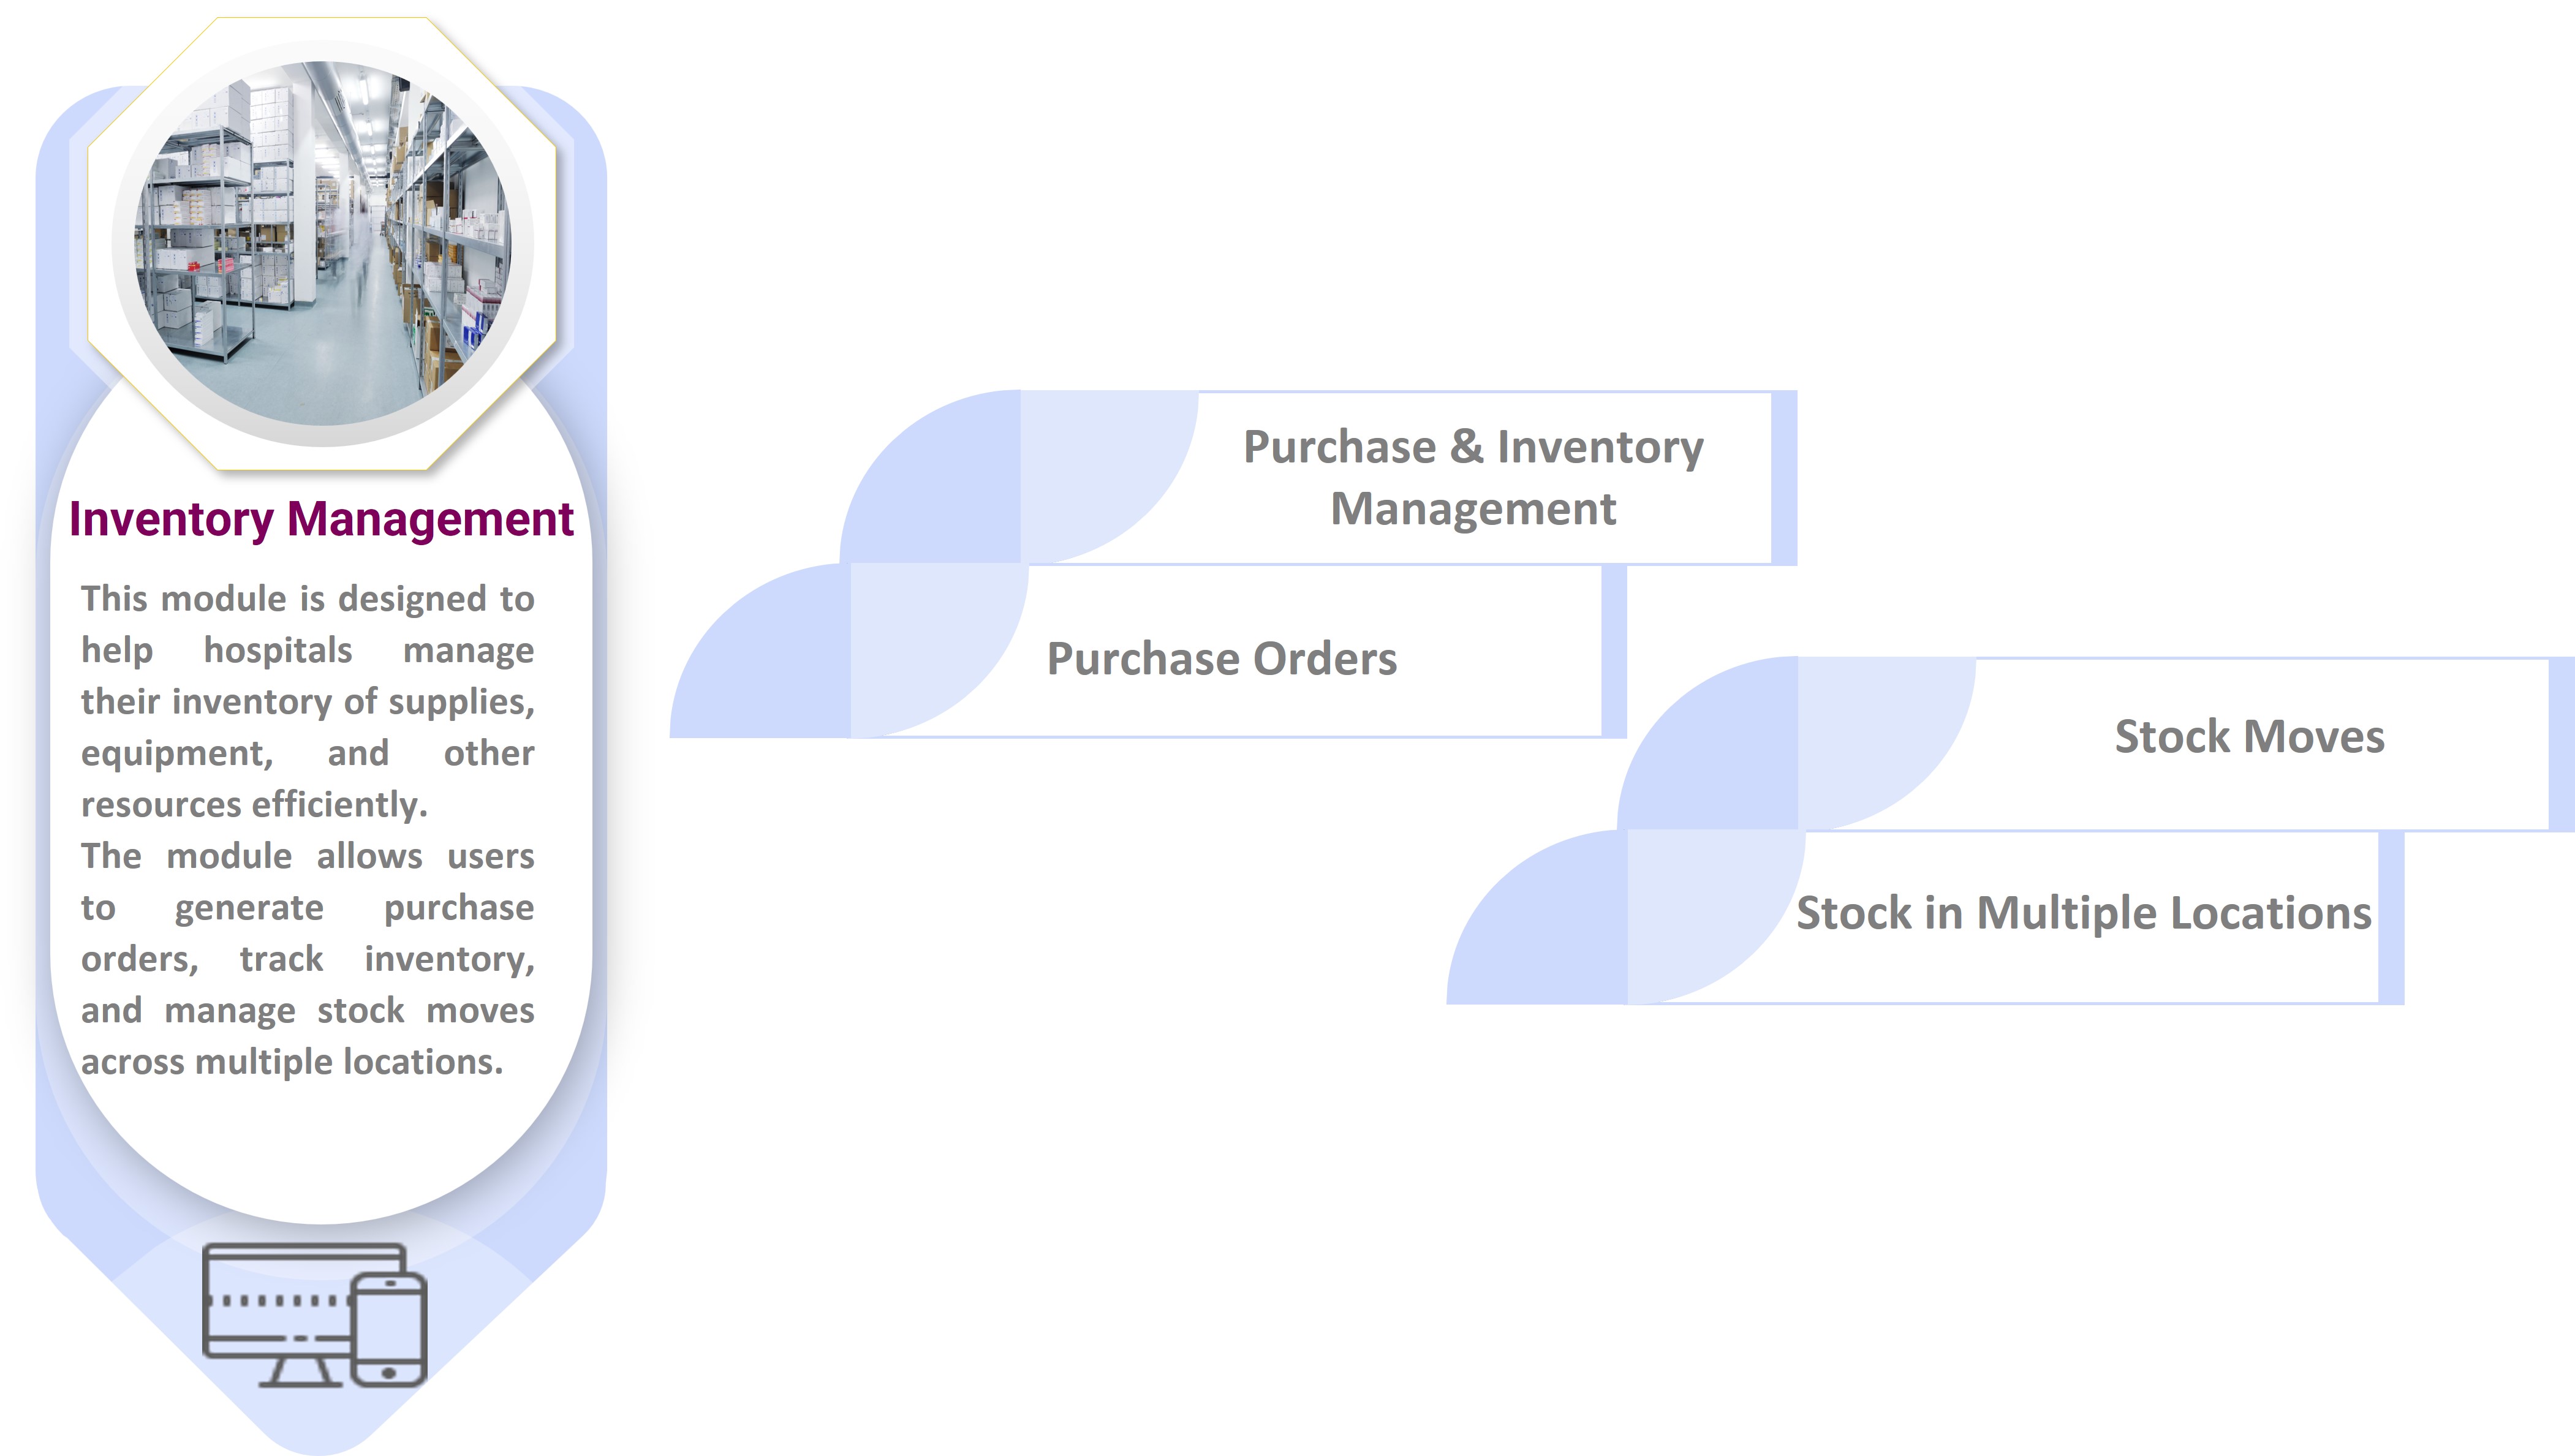 Inventory Management
This module is designed to
help hospitals manage
their inventory of supplies,
equipment, and other
resources efficiently.
The module allows users
to generate purchase
orders, track inventory,
and manage stock moves
across multiple locations.
Purchase & Inventory
Management
Purchase Orders
Stock Moves
Stock in Multiple Locations